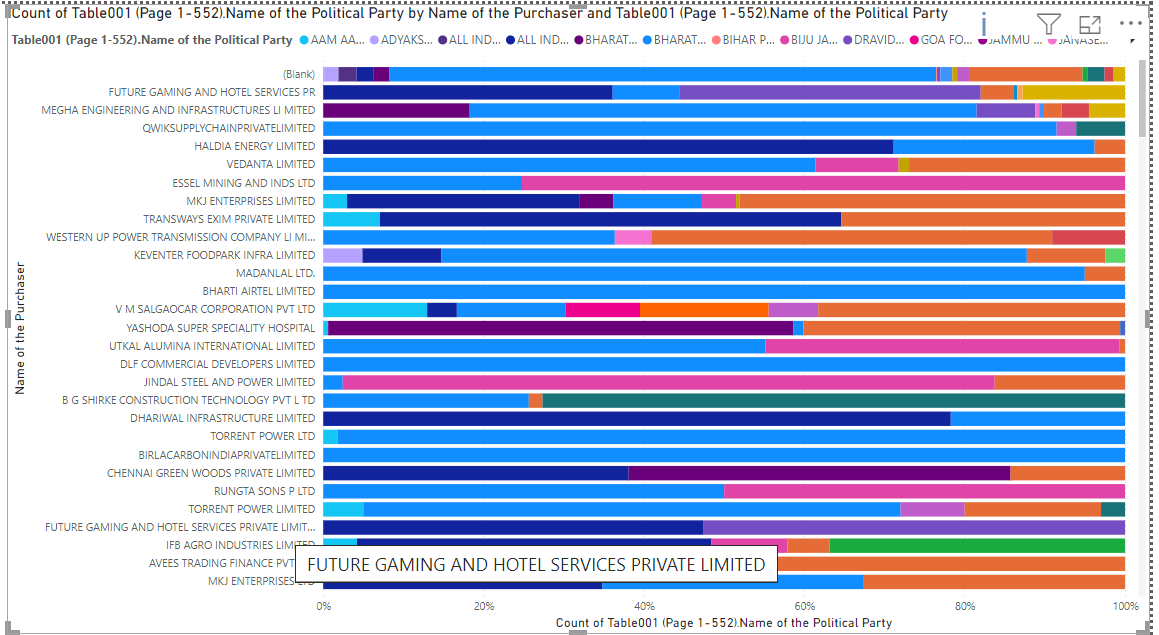 Count of Table001 (Page 1-552).Name of the Political Party by Name of the Purchaser and Table001 (Page 1-552).Name of the Political Party
Table001 (Page 1-552).Name of the Political Party AAM AA... ADYAKS... ALL IND... ALL IND... BHARAT... BHARAT... BIHAR P... BIJU JA... DRAVID... GOA FO... JAMMU ... JANASE...
Name of the Purchaser
(Blank)
FUTURE GAMING AND HOTEL SERVICES PR
MEGHA ENGINEERING AND INFRASTRUCTURES LI MITED
QWIKSUPPLYCHAINPRIVATELIMITED
HALDIA ENERGY LIMITED
VEDANTA LIMITED
ESSEL MINING AND INDS LTD
MKJ ENTERPRISES LIMITED
TRANSWAYS EXIM PRIVATE LIMITED
WESTERN UP POWER TRANSMISSION COMPANY LI MI...
KEVENTER FOODPARK INFRA LIMITED
MADANLAL LTD.
BHARTI AIRTEL LIMITED
V M SALGAOCAR CORPORATION PVT LTD
YASHODA SUPER SPECIALITY HOSPITAL
UTKAL ALUMINA INTERNATIONAL LIMITED
DLF COMMERCIAL DEVELOPERS LIMITED
JINDAL STEEL AND POWER LIMITED
B G SHIRKE CONSTRUCTION TECHNOLOGY PVT L TD
DHARIWAL INFRASTRUCTURE LIMITED
TORRENT POWER LTD
BIRLACARBONINDIAPRIVATELIMITED
CHENNAI GREEN WOODS PRIVATE LIMITED
RUNGTA SONS P LTD
TORRENT POWER LIMITED
FUTURE GAMING AND HOTEL SERVICES PRIVATE LIMIT...
IFB AGRO INDUSTRIES LIMITED
AVEES TRADING FINANCE PVT
FUTURE GAMING AND HOTEL SERVICES PRIVATE LIMITED
MKJ ENTERPRISES LTD
0% 20% 40% 60% 80% 100%
Count of Table001 (Page 1-552).Name of the Political Party